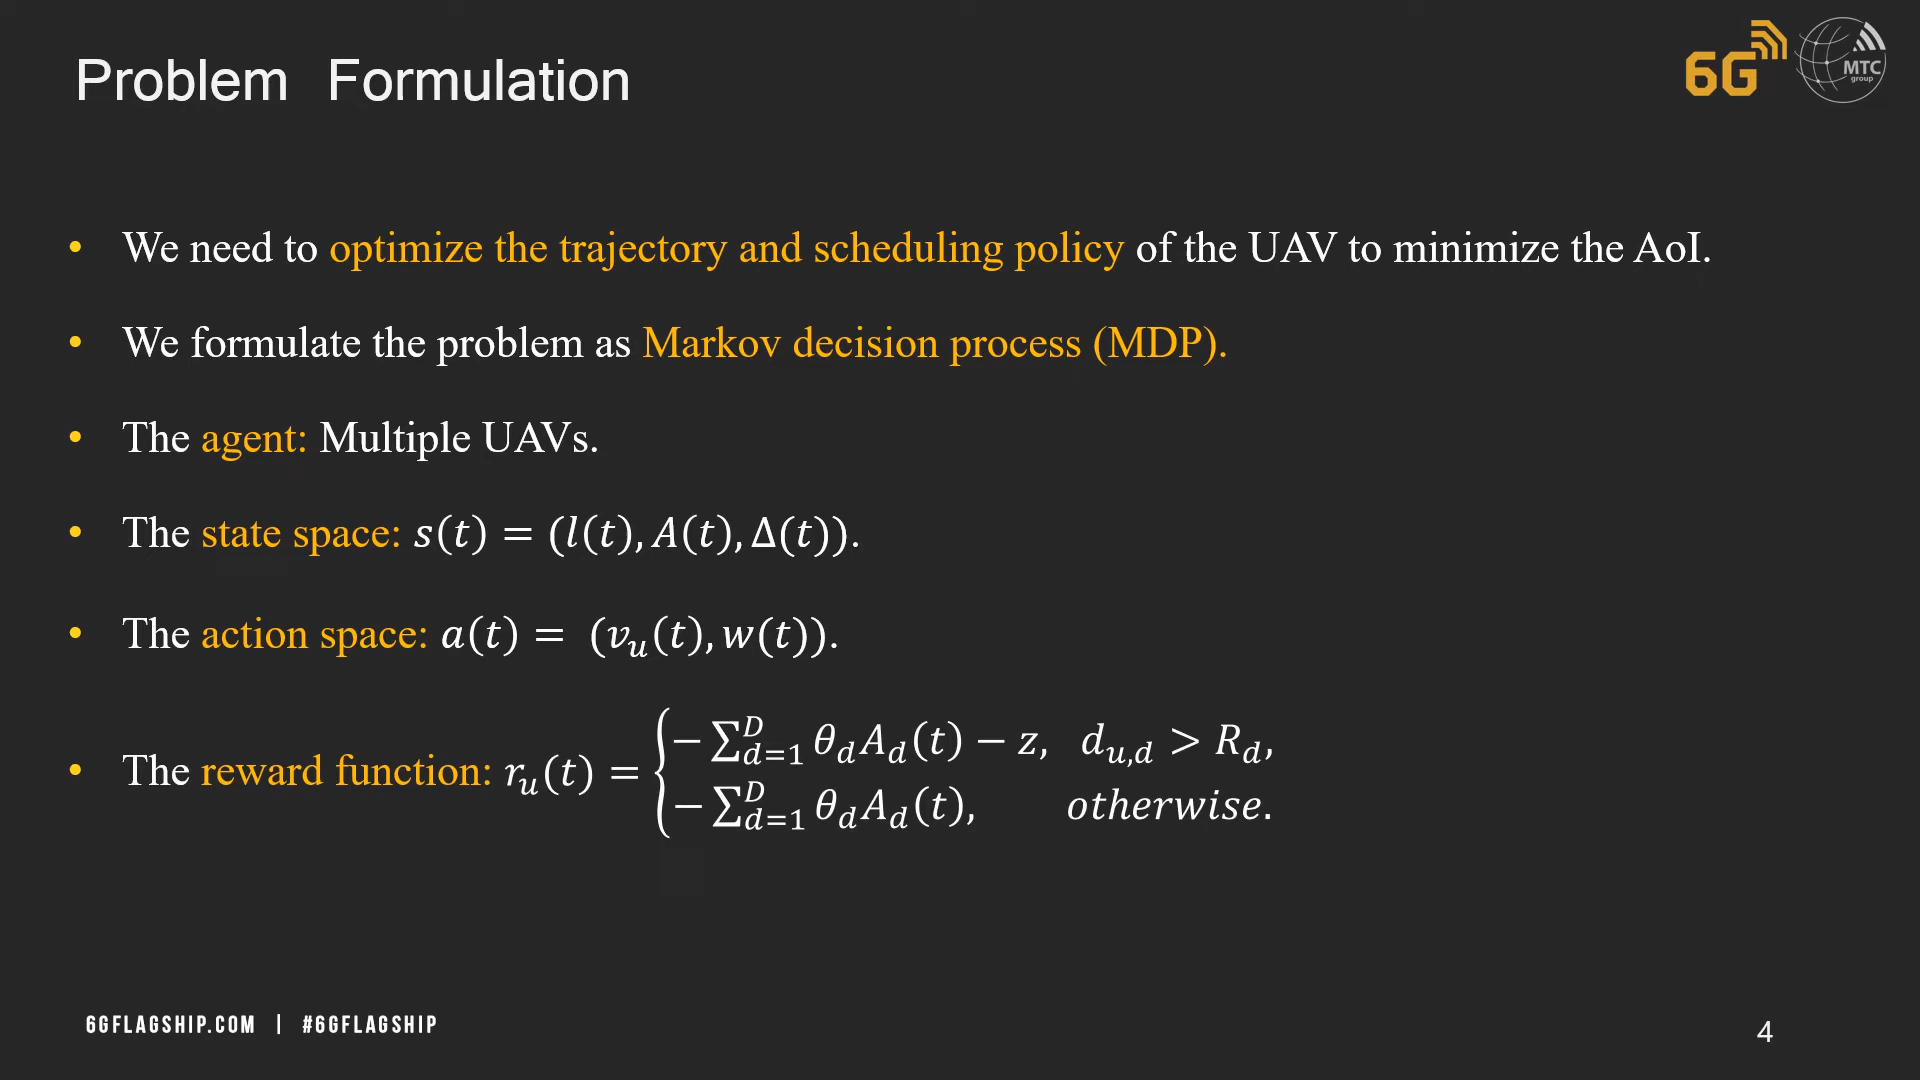 Problem Formulation
6G
MTC
group
• We need to optimize the trajectory and scheduling policy of the UAV to minimize the AoI.
• We formulate the problem as Markov decision process (MDP).
• The agent: Multiple UAVs.
• The state space: s(t) = (l(t), A(t), Δ(t)).
• The action space: a(t) = (v_u(t), w(t)).
• The reward function: r_u(t) = { − ∑_{d=1}^{D} θ_d A_d(t) − z, d_{u,d} > R_d,
− ∑_{d=1}^{D} θ_d A_d(t), otherwise.
6GFLAGSHIP.COM | #6GFLAGSHIP
4